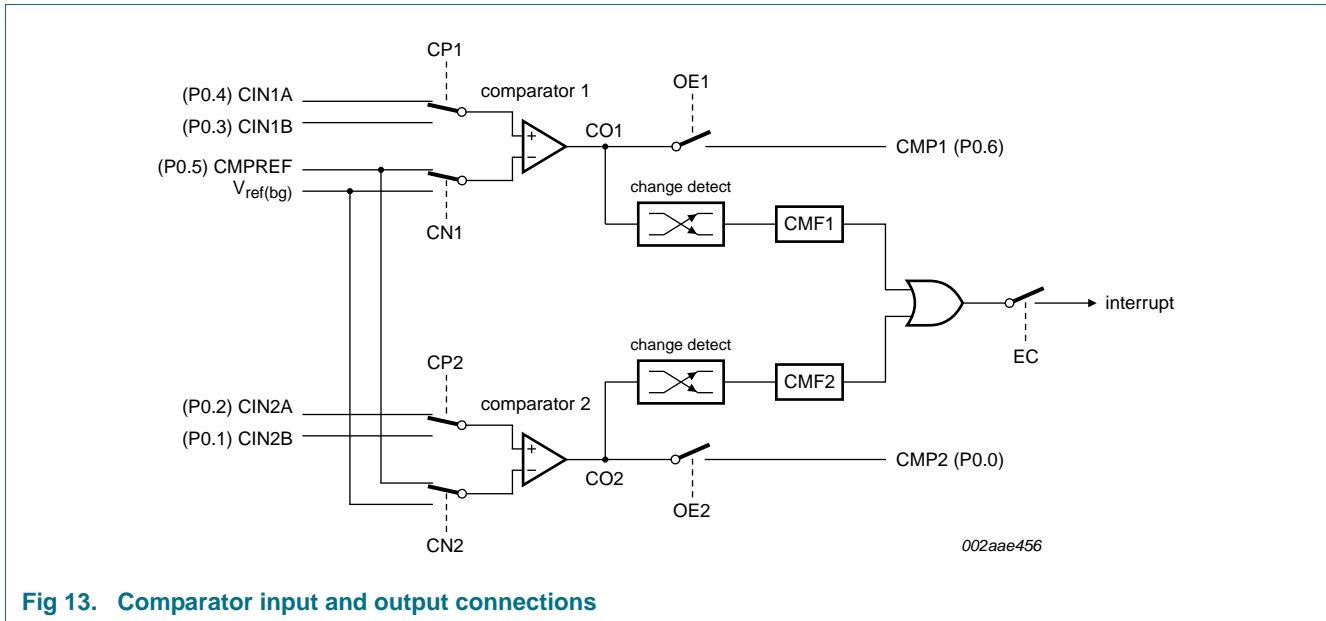 CP1
OE1
(P0.4) CIN1A
comparator 1
(P0.3) CIN1B
+
CO1
CMP1 (P0.6)
(P0.5) CMPREF
−
Vref(bg)
change detect
CN1
CMF1
interrupt
change detect
EC
CP2
CMF2
(P0.2) CIN2A
comparator 2
(P0.1) CIN2B
+
CMP2 (P0.0)
−
CO2
OE2
CN2
002aae456
Fig 13. Comparator input and output connections